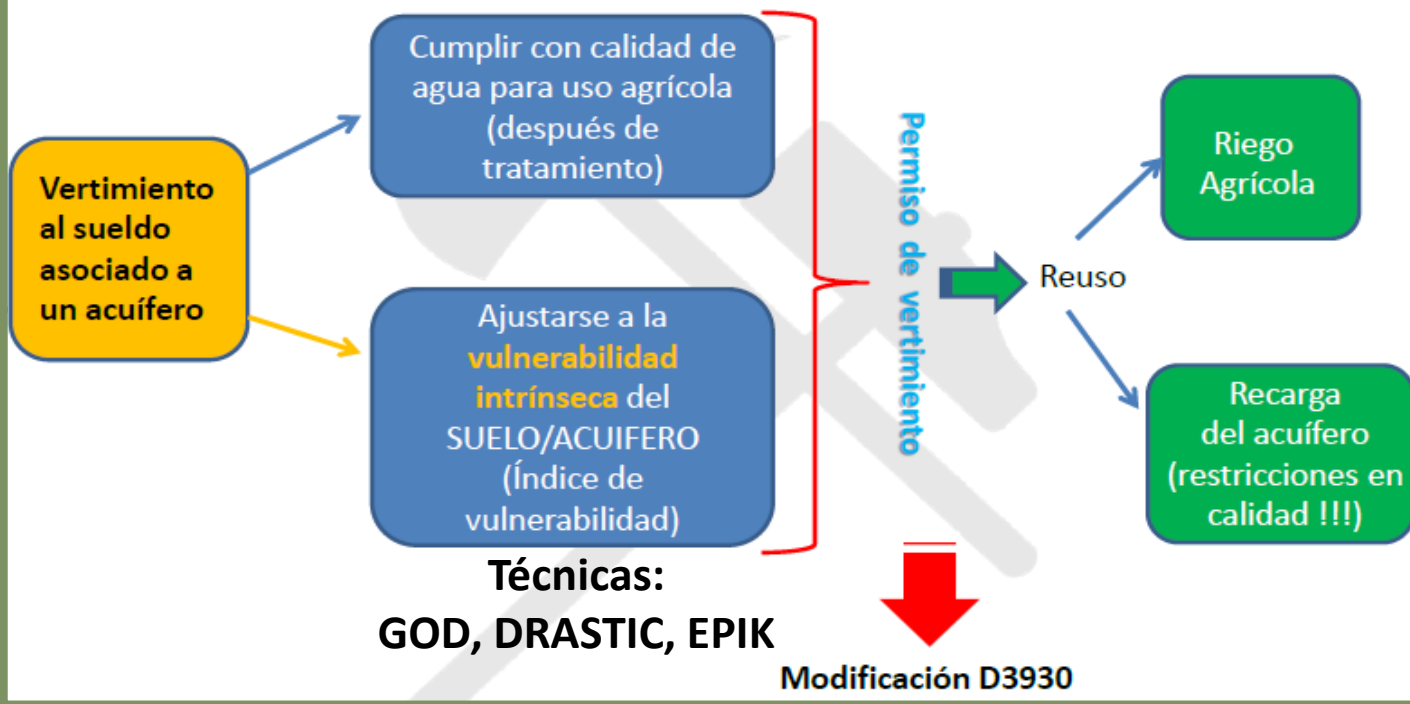 Vertimiento
al sueldo
asociado a
un acuífero
Cumplir con calidad de
agua para uso agrícola
(después de
tratamiento)
Ajustarse a la
vulnerabilidad
intrínseca del
SUELO/ACUIFERO
(Índice de
vulnerabilidad)
Técnicas:
GOD, DRASTIC, EPIK
Permiso de vertimiento
Modificación D3930
Reuso
Riego
Agrícola
Recarga
del acuífero
(restricciones en
calidad !!!)